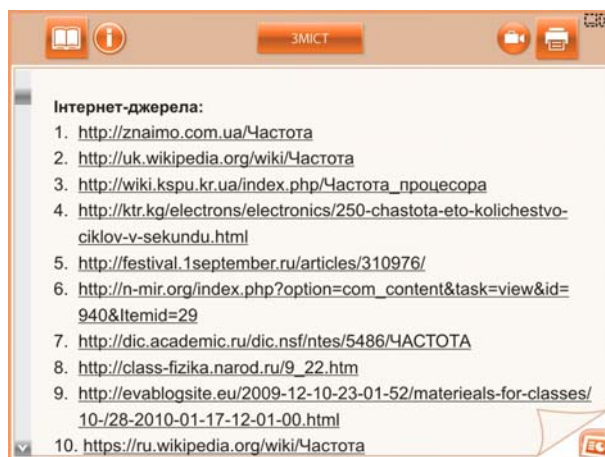 ЗМІСТ
Інтернет-джерела:
1. http://znaimo.com.ua/Частота
2. http://uk.wikipedia.org/wiki/Частота
3. http://wiki.kspu.kr.ua/index.php/Частота_процесора
4. http://ktr.kg/electrons/electronics/250-chastota-eto-kolichestvo-
ciklov-v-sekundu.html
5. http://festival.1september.ru/articles/310976/
6. http://n-mir.org/index.php?option=com_content&task=view&id=
940&Itemid=29
7. http://dic.academic.ru/dic.nsf/ntes/5486/ЧАСТОТА
8. http://class-fizika.narod.ru/9_22.htm
9. http://evablogsite.eu/2009-12-10-23-01-52/materieals-for-classes/
10-/28-2010-01-17-12-01-00.html
10. https://ru.wikipedia.org/wiki/Частота